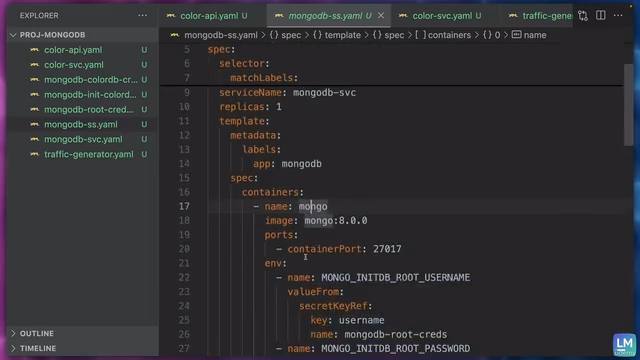 EXPLORER
color-api.yaml
mongodb-ss.yaml
color-svc.yaml
traffic-gener
PROJ-MONGODB
color-api.yaml U
color-svc.yaml U
mongodb-colordb-cr... U
mongodb-init-colord... U
mongodb-root-cred... U
mongodb-ss.yaml U
mongodb-svc.yaml U
traffic-generator.yaml U
OUTLINE
TIMELINE
mongodb-ss.yaml > {} spec > {} template > {} spec > [ ] containers > {} 0 > name
5 spec:
6 selector:
7 matchLabels:
9 serviceName: mongodb-svc
10 replicas: 1
11 template:
12 metadata:
13 labels:
14 app: mongodb
15 spec:
16 containers:
17 - name: mongo
18 image: mongo:8.0.0
19 ports:
20 - containerPort: 27017
21 env:
22 - name: MONGO_INITDB_ROOT_USERNAME
23 valueFrom:
24 secretKeyRef:
25 key: username
26 name: mongodb-root-creds
27 - name: MONGO_INITDB_ROOT_PASSWORD
LM